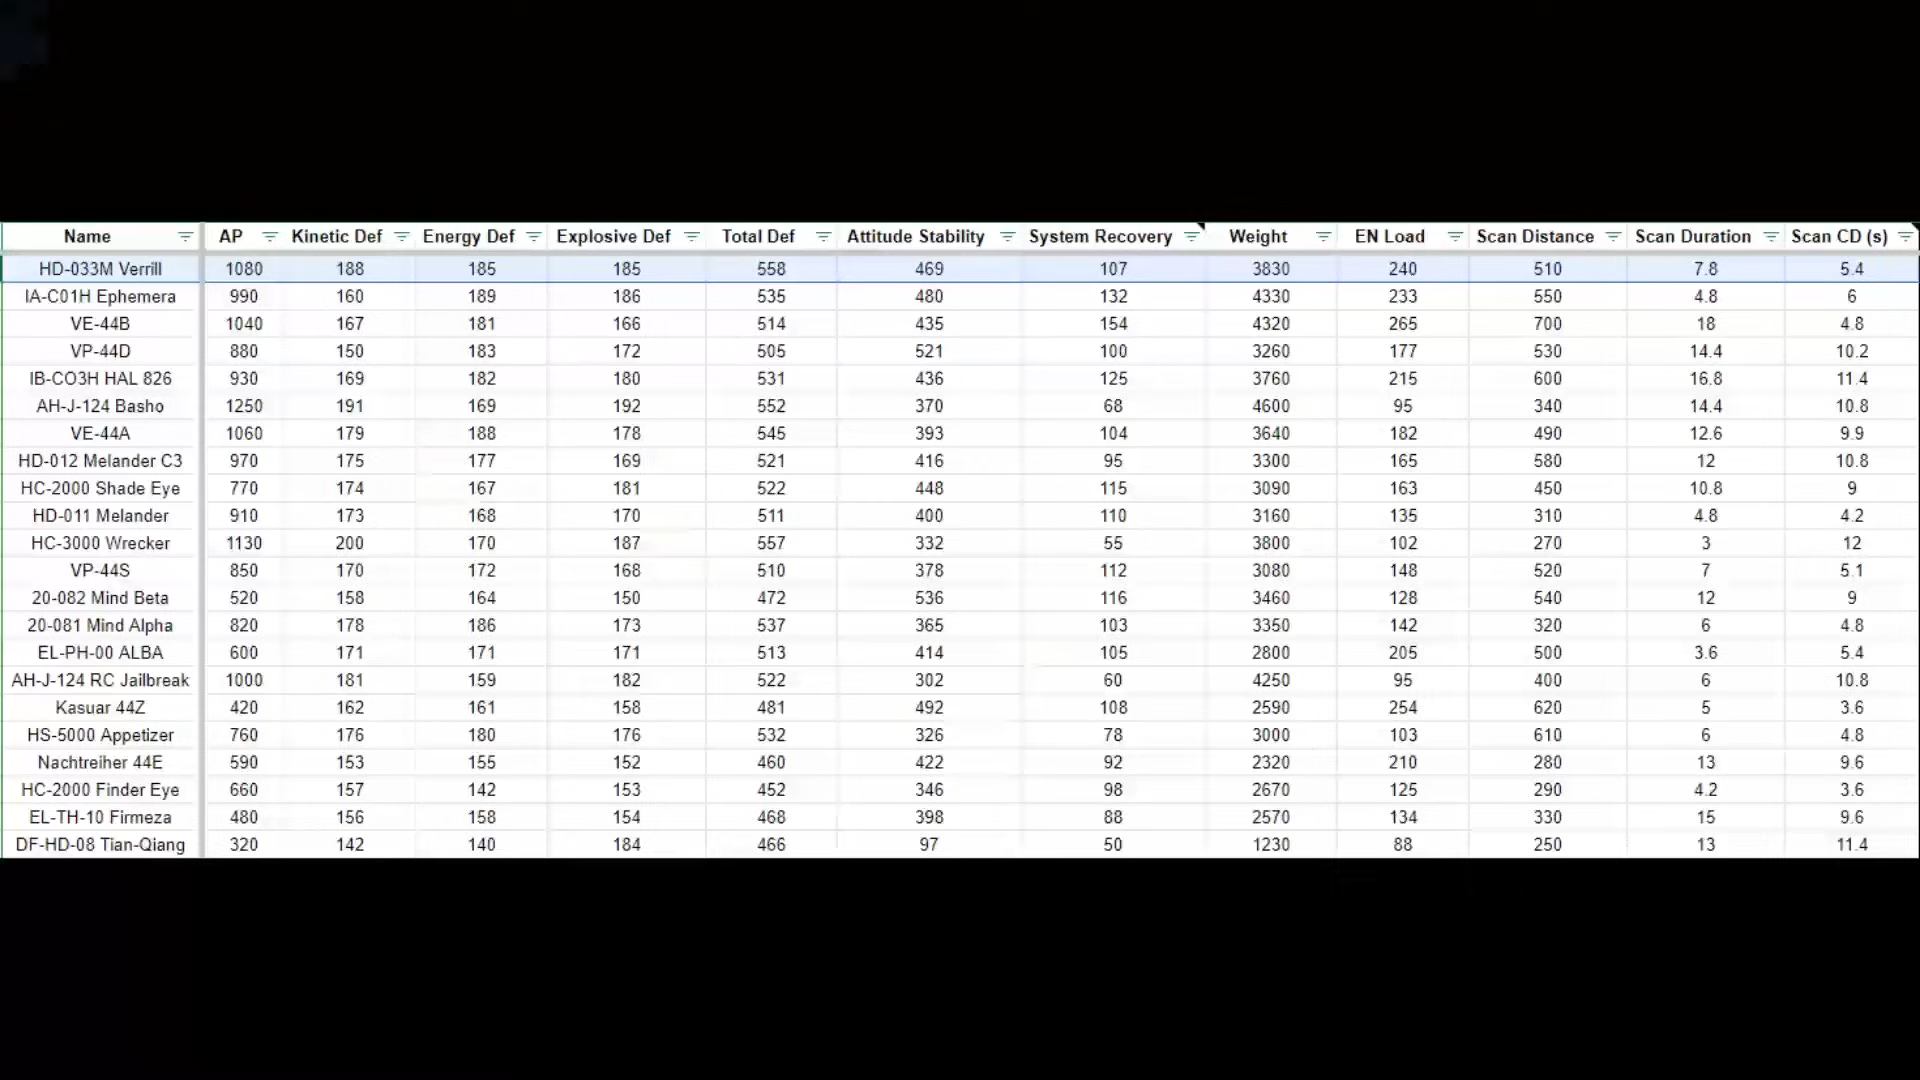 Name AP Kinetic Def Energy Def Explosive Def Total Def Attitude Stability System Recovery Weight EN Load Scan Distance Scan Duration Scan CD (s)
HD-033M Verrill 1080 188 185 185 558 469 107 3830 240 510 7.8 5.4
IA-C01H Ephemera 990 160 189 186 535 480 132 4330 233 550 4.8 6
VE-44B 1040 167 181 166 514 435 154 4320 265 700 18 4.8
VP-44D 880 150 183 172 505 521 100 3260 177 530 14.4 10.2
IB-CO3H HAL 826 930 169 182 180 531 436 125 3760 215 600 16.8 11.4
AH-J-124 Basho 1250 191 169 192 552 370 68 4600 95 340 14.4 10.8
VE-44A 1060 179 188 178 545 393 104 3640 182 490 12.6 9.9
HD-012 Melander C3 970 175 177 169 521 416 95 3300 165 580 12 10.8
HC-2000 Shade Eye 770 174 167 181 522 448 115 3090 163 450 10.8 9
HD-011 Melander 910 173 168 170 511 400 110 3160 135 310 4.8 4.2
HC-3000 Wrecker 1130 200 170 187 557 332 55 3800 102 270 3 12
VP-44S 850 170 172 168 510 378 112 3080 148 520 7 5.1
20-082 Mind Beta 520 158 164 150 472 536 116 3460 128 540 12 9
20-081 Mind Alpha 820 178 186 173 537 365 103 3350 142 320 6 4.8
EL-PH-00 ALBA 600 171 171 171 513 414 105 2800 205 500 3.6 5.4
AH-J-124 RC Jailbreak 1000 181 159 182 522 302 60 4250 95 400 6 10.8
Kasuar 44Z 420 162 161 158 481 492 108 2590 254 620 5 3.6
HS-5000 Appetizer 760 176 180 176 532 326 78 3000 103 610 6 4.8
Nachtreiher 44E 590 153 155 152 460 422 92 2320 210 280 13 9.6
HC-2000 Finder Eye 660 157 142 153 452 346 98 2670 125 290 4.2 3.6
EL-TH-10 Firmeza 480 156 158 154 468 398 88 2570 134 330 15 9.6
DF-HD-08 Tian-Qiang 320 142 140 184 466 97 50 1230 88 250 13 11.4